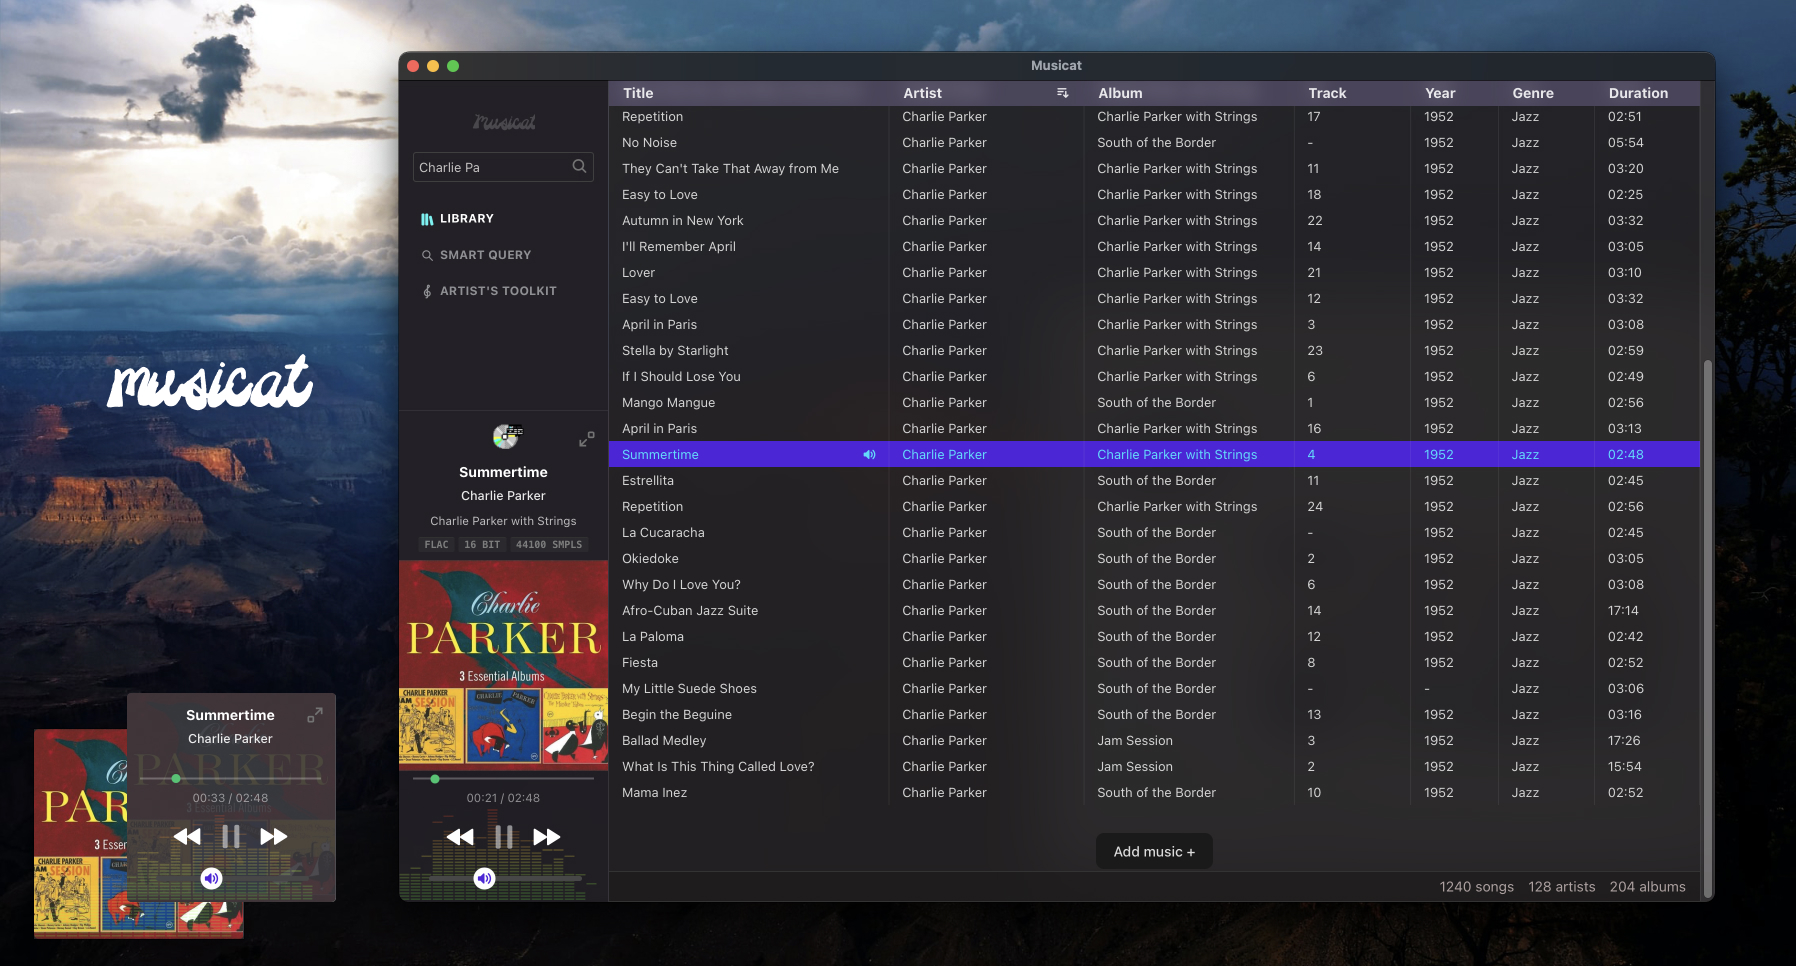 musicat
Summertime
Charlie Parker
PARKER
00:33 / 02:48
3 Essential Albums
PAR
3 Esse
CHARLIE PARKER
SESSION
Musicat
musicat
Charlie Pa
LIBRARY
SMART QUERY
ARTIST'S TOOLKIT
Summertime
Charlie Parker
Charlie Parker with Strings
FLAC 16 BIT 44100 SMPLS
Charlie
PARKER
3 Essential Albums
CHARLIE PARKER
JAM SESSION
CHARLIE PARKER
00:21 / 02:48
Title Artist Album Track Year Genre Duration
Repetition Charlie Parker Charlie Parker with Strings 17 1952 Jazz 02:51
No Noise Charlie Parker South of the Border - 1952 Jazz 05:54
They Can't Take That Away from Me Charlie Parker Charlie Parker with Strings 11 1952 Jazz 03:20
Easy to Love Charlie Parker Charlie Parker with Strings 18 1952 Jazz 02:25
Autumn in New York Charlie Parker Charlie Parker with Strings 22 1952 Jazz 03:32
I'll Remember April Charlie Parker Charlie Parker with Strings 14 1952 Jazz 03:05
Lover Charlie Parker Charlie Parker with Strings 21 1952 Jazz 03:10
Easy to Love Charlie Parker Charlie Parker with Strings 12 1952 Jazz 03:32
April in Paris Charlie Parker Charlie Parker with Strings 3 1952 Jazz 03:08
Stella by Starlight Charlie Parker Charlie Parker with Strings 23 1952 Jazz 02:59
If I Should Lose You Charlie Parker Charlie Parker with Strings 6 1952 Jazz 02:49
Mango Mangue Charlie Parker South of the Border 1 1952 Jazz 02:56
April in Paris Charlie Parker Charlie Parker with Strings 16 1952 Jazz 03:13
Summertime Charlie Parker Charlie Parker with Strings 4 1952 Jazz 02:48
Estrellita Charlie Parker South of the Border 11 1952 Jazz 02:45
Repetition Charlie Parker Charlie Parker with Strings 24 1952 Jazz 02:56
La Cucaracha Charlie Parker South of the Border - 1952 Jazz 02:45
Okiedoke Charlie Parker South of the Border 2 1952 Jazz 03:05
Why Do I Love You? Charlie Parker South of the Border 6 1952 Jazz 03:08
Afro-Cuban Jazz Suite Charlie Parker South of the Border 14 1952 Jazz 17:14
La Paloma Charlie Parker South of the Border 12 1952 Jazz 02:42
Fiesta Charlie Parker South of the Border 8 1952 Jazz 02:52
My Little Suede Shoes Charlie Parker South of the Border - - Jazz 03:06
Begin the Beguine Charlie Parker South of the Border 13 1952 Jazz 03:16
Ballad Medley Charlie Parker Jam Session 3 1952 Jazz 17:26
What Is This Thing Called Love? Charlie Parker Jam Session 2 1952 Jazz 15:54
Mama Inez Charlie Parker South of the Border 10 1952 Jazz 02:52
Add music +
1240 songs 128 artists 204 albums